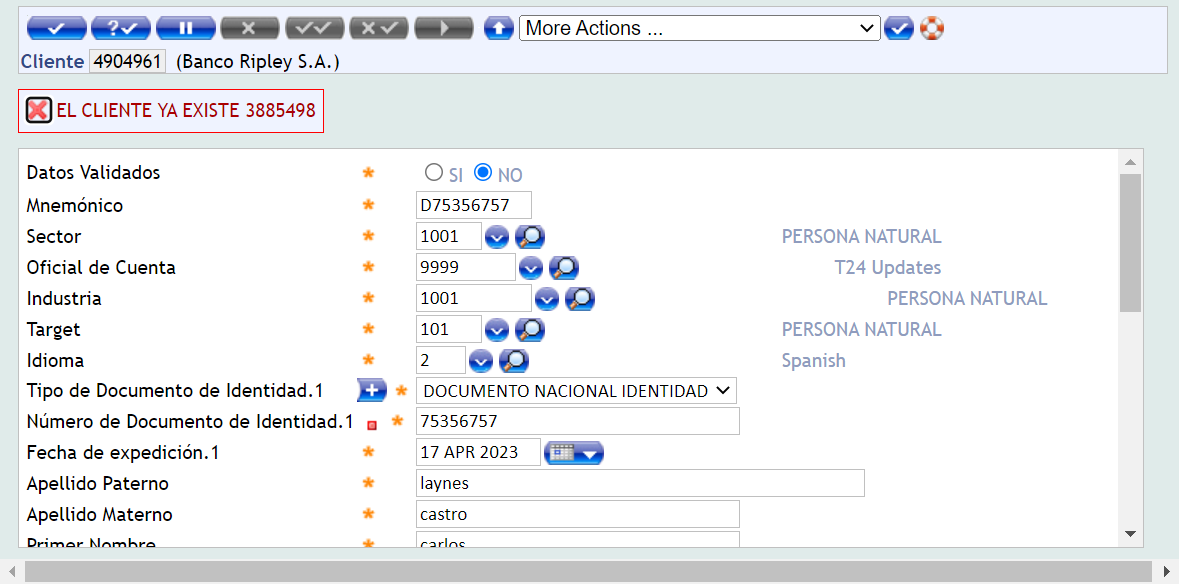 More Actions ...
Cliente 4904961 (Banco Ripley S.A.)
EL CLIENTE YA EXISTE 3885498
Datos Validados * SI NO
Mnemónico * D75356757
Sector * 1001 PERSONA NATURAL
Oficial de Cuenta * 9999 T24 Updates
Industria * 1001 PERSONA NATURAL
Target * 101 PERSONA NATURAL
Idioma * 2 Spanish
Tipo de Documento de Identidad.1 * DOCUMENTO NACIONAL IDENTIDAD
Número de Documento de Identidad.1 * 75356757
Fecha de expedición.1 * 17 APR 2023
Apellido Paterno * laynes
Apellido Materno * castro
Primer Nombre * carlos